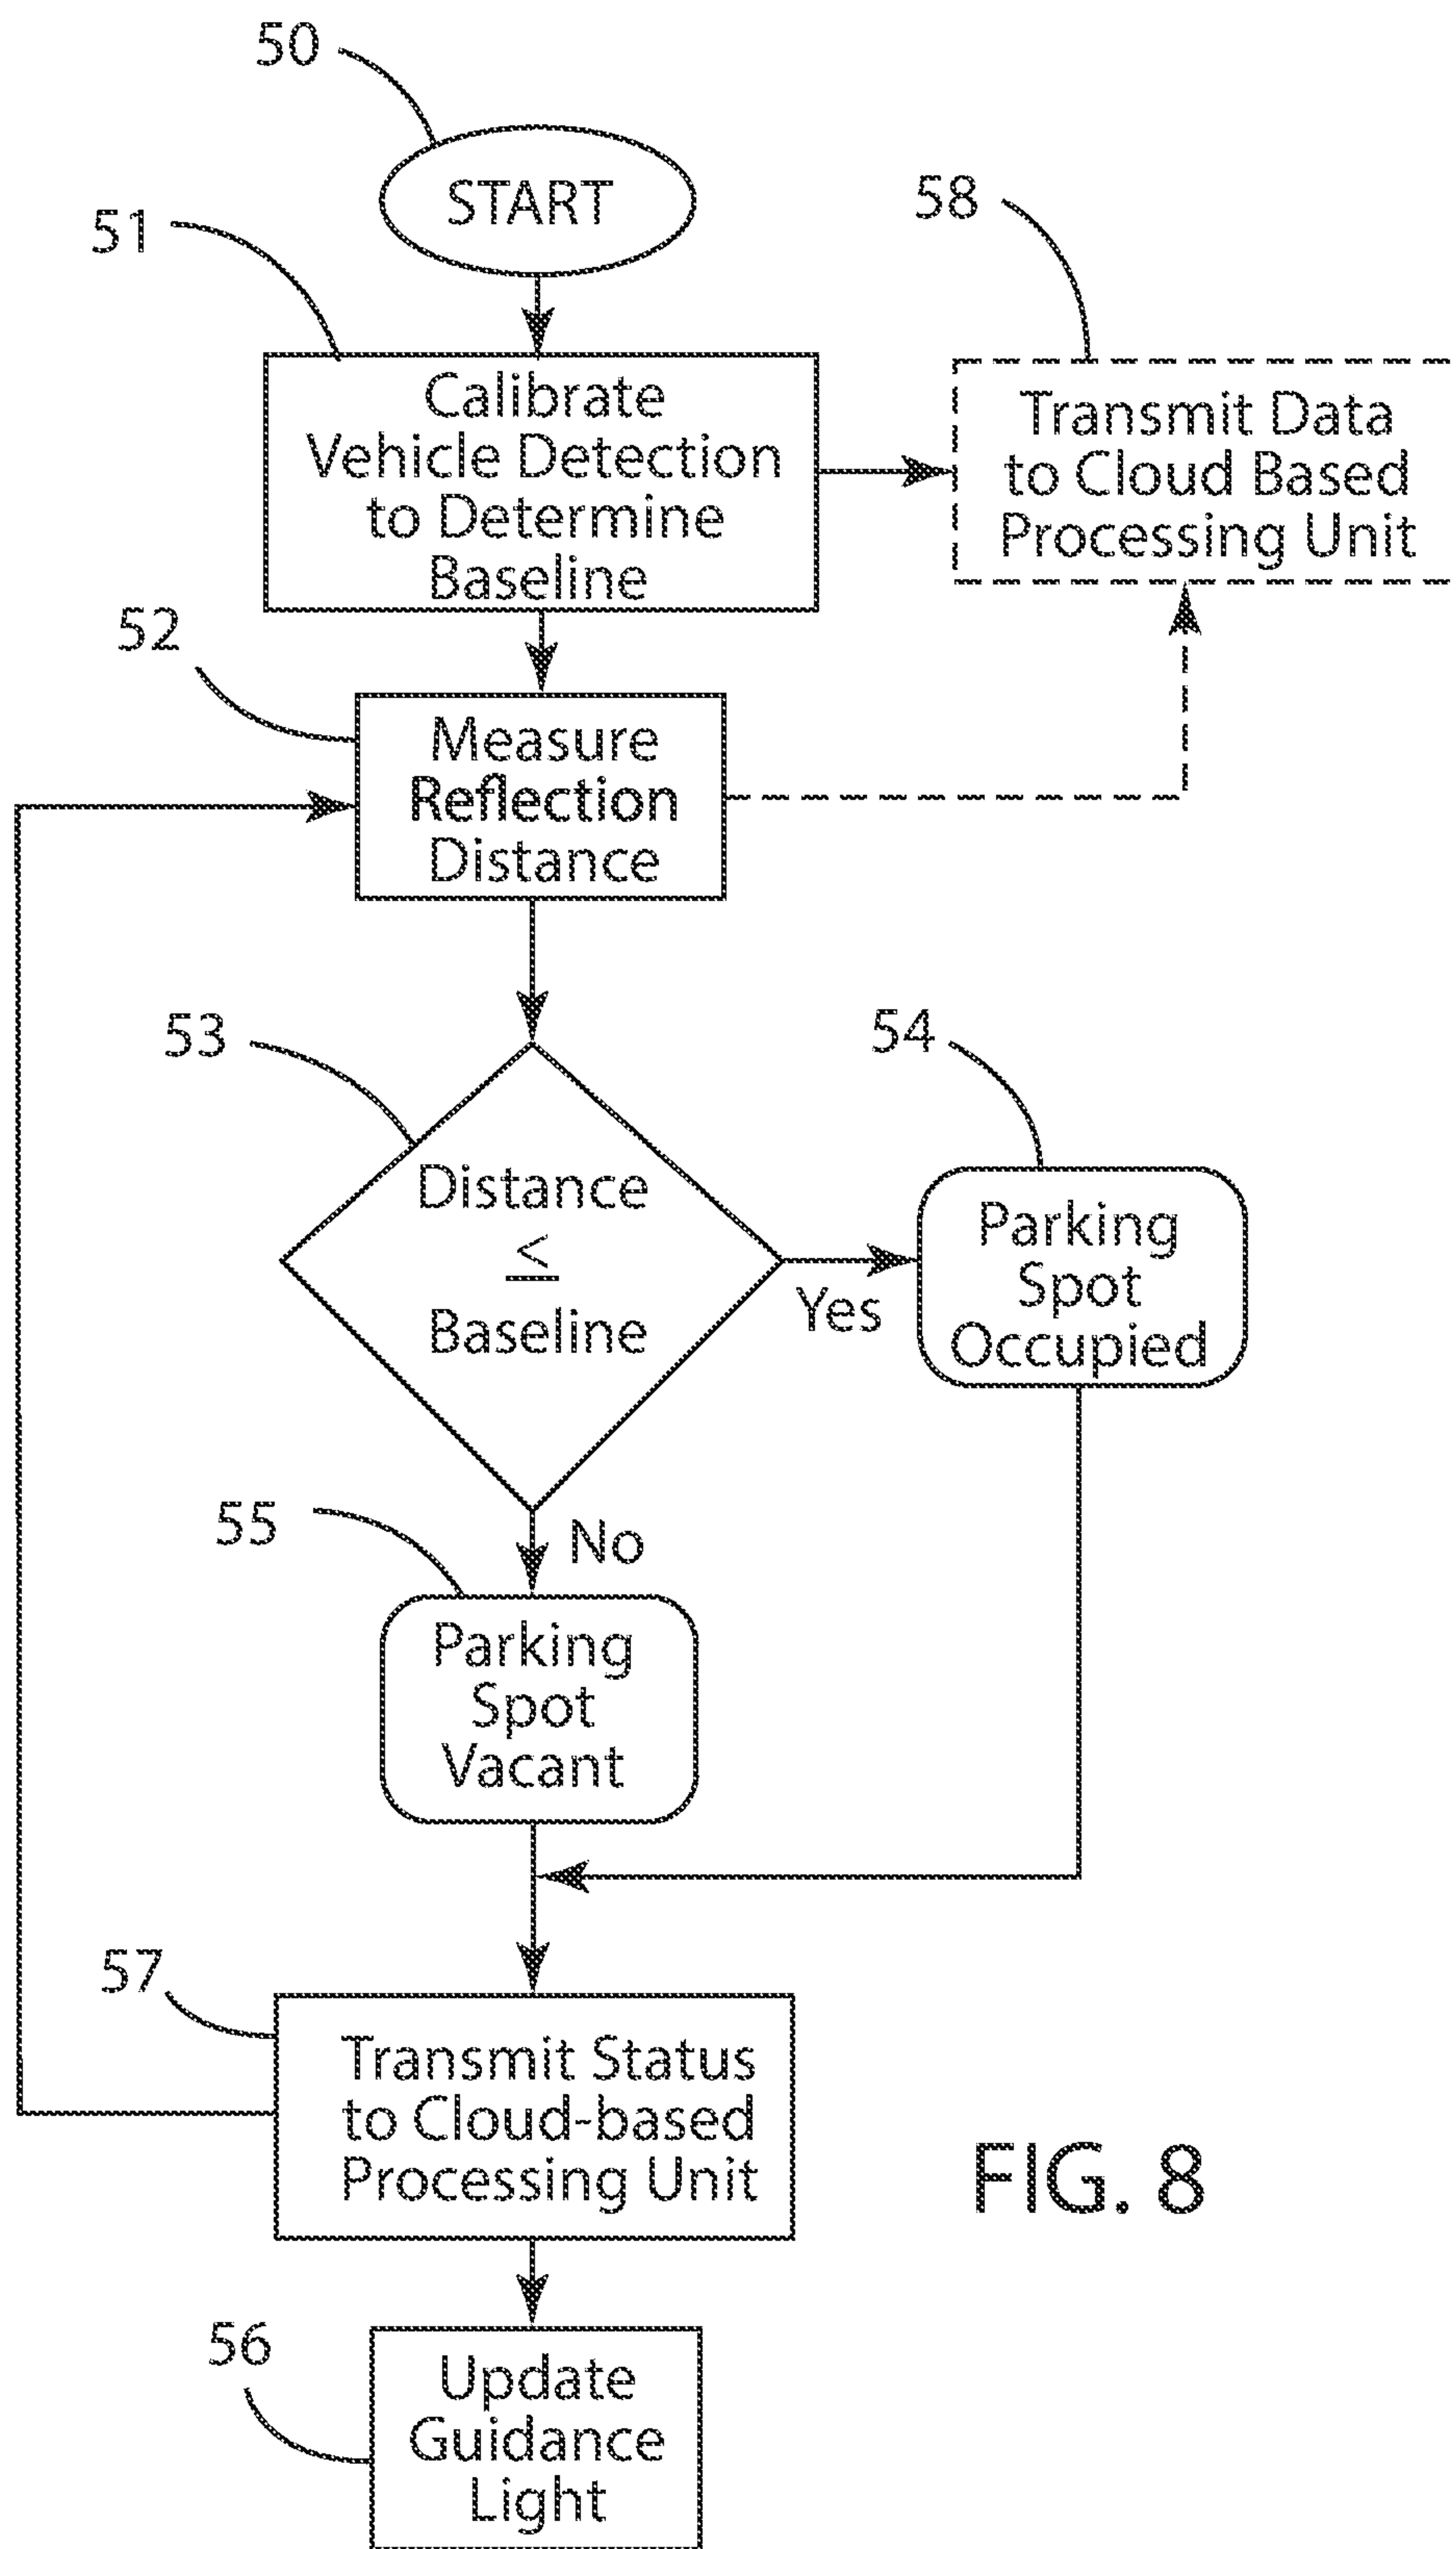 50
START
51
58
Calibrate
Vehicle Detection
to Determine
Baseline
Transmit Data
to Cloud Based
Processing Unit
52
Measure
Reflection
Distance
53
54
Distance
≤
Baseline
Yes
Parking
Spot
Occupied
55
No
Parking
Spot
Vacant
57
Transmit Status
to Cloud-based
Processing Unit
FIG. 8
56
Update
Guidance
Light